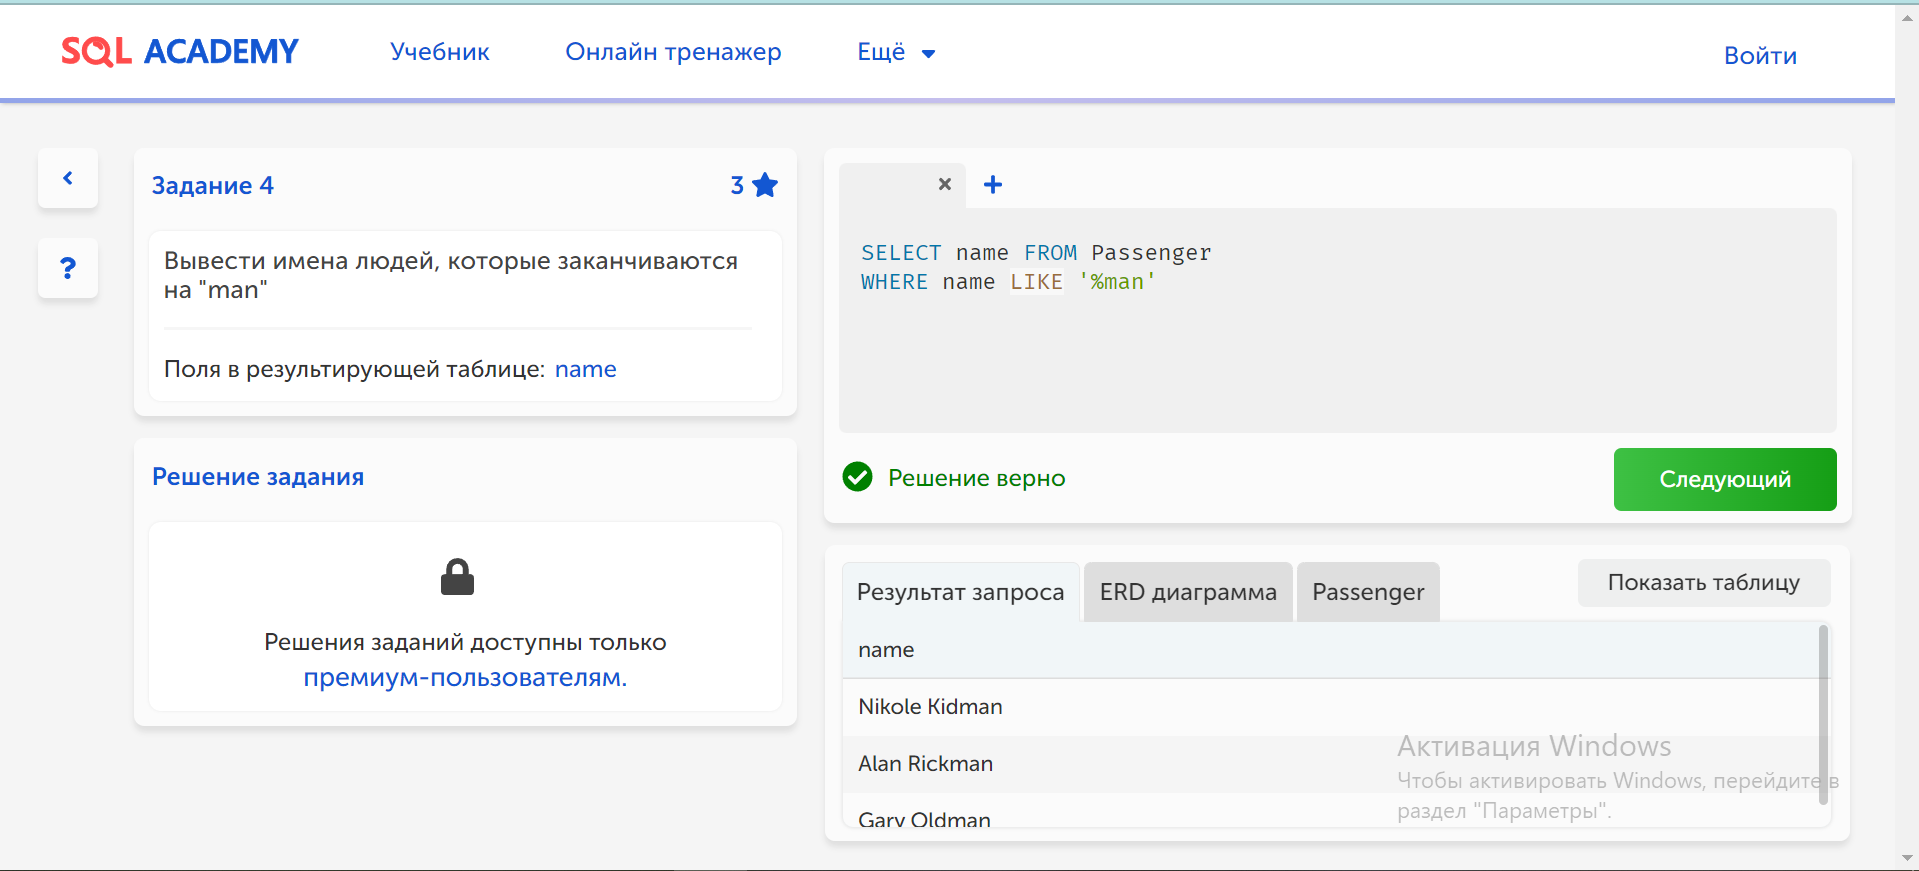 SQL ACADEMY
Учебник
Онлайн тренажер
Ещё
Войти
Задание 4
3
Вывести имена людей, которые заканчиваются
на "man"
Поля в результирующей таблице: name
Решение задания
Решения заданий доступны только
премиум-пользователям.
SELECT name FROM Passenger
WHERE name LIKE '%man'
Решение верно
Следующий
Результат запроса
ERD диаграмма
Passenger
Показать таблицу
name
Nikole Kidman
Alan Rickman
Gary Oldman
Активация Windows
Чтобы активировать Windows, перейдите в
раздел "Параметры".